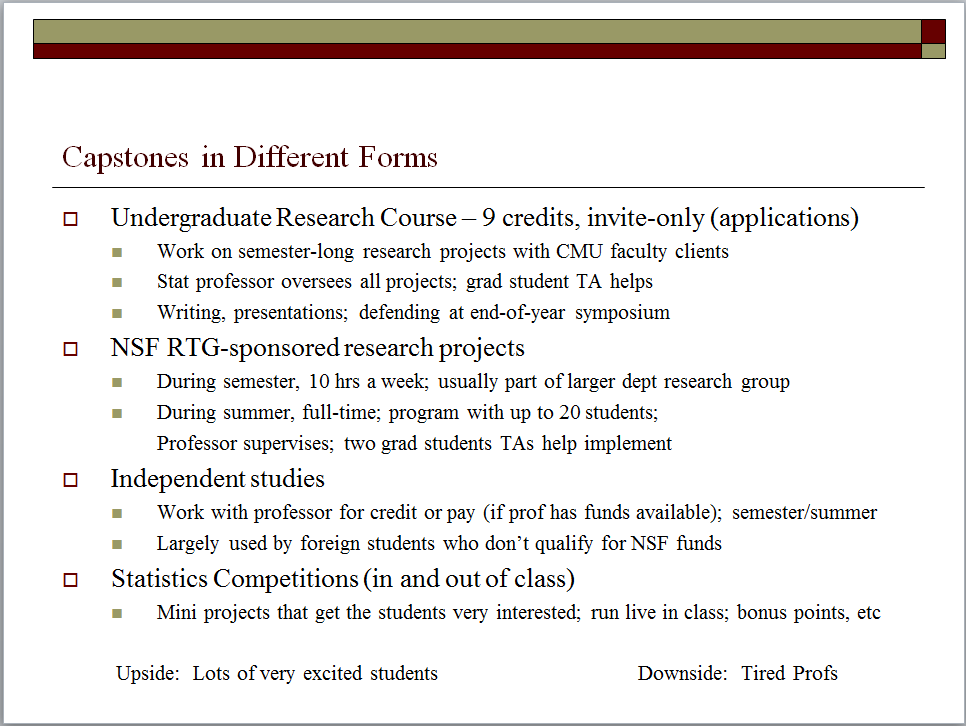 Capstones in Different Forms
Undergraduate Research Course – 9 credits, invite-only (applications)
Work on semester-long research projects with CMU faculty clients
Stat professor oversees all projects; grad student TA helps
Writing, presentations; defending at end-of-year symposium
NSF RTG-sponsored research projects
During semester, 10 hrs a week; usually part of larger dept research group
During summer, full-time; program with up to 20 students;
Professor supervises; two grad students TAs help implement
Independent studies
Work with professor for credit or pay (if prof has funds available); semester/summer
Largely used by foreign students who don’t qualify for NSF funds
Statistics Competitions (in and out of class)
Mini projects that get the students very interested; run live in class; bonus points, etc
Upside: Lots of very excited students Downside: Tired Profs